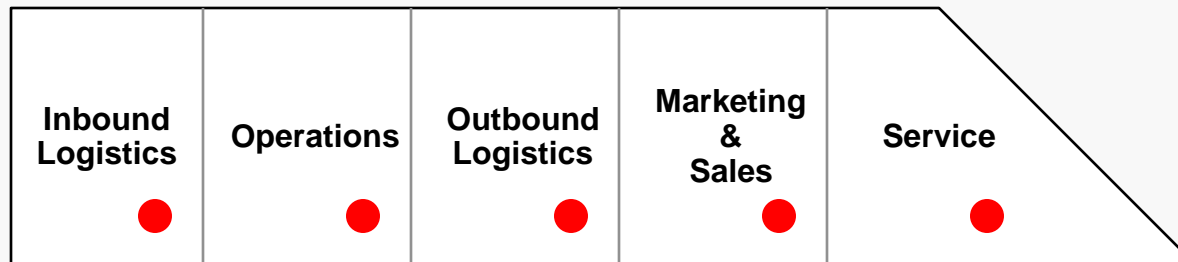 Inbound
Logistics
Operations
Outbound
Logistics
Marketing
&
Sales
Service